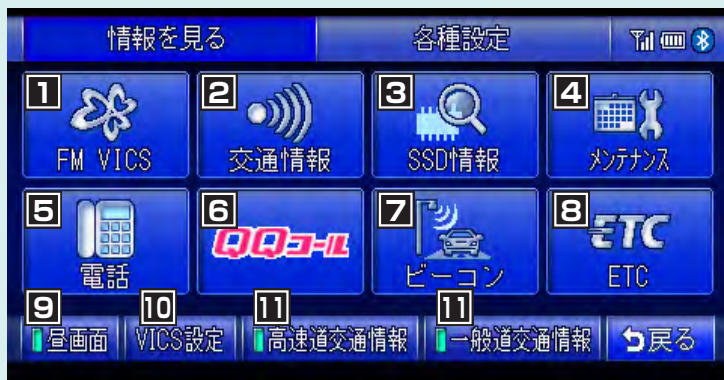 情報を見る 各種設定
1 2 3 4
FM VICS 交通情報 SSD情報 メンテナンス
5 6 7 8
QQコール ETC
電話 ビーコン ETC
9 10 11 11
昼画面 VICS設定 高速道交通情報 一般道交通情報 戻る